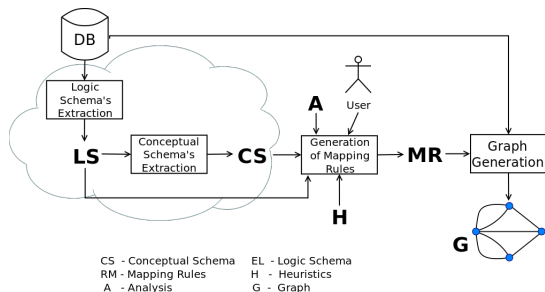 DB
Logic
Schema's
Extraction
A
User
LS
Conceptual
Schema's
Extraction
CS
Generation
of Mapping
Rules
MR
Graph
Generation
H
G
CS - Conceptual Schema
EL - Logic Schema
RM - Mapping Rules
H - Heuristics
A - Analysis
G - Graph